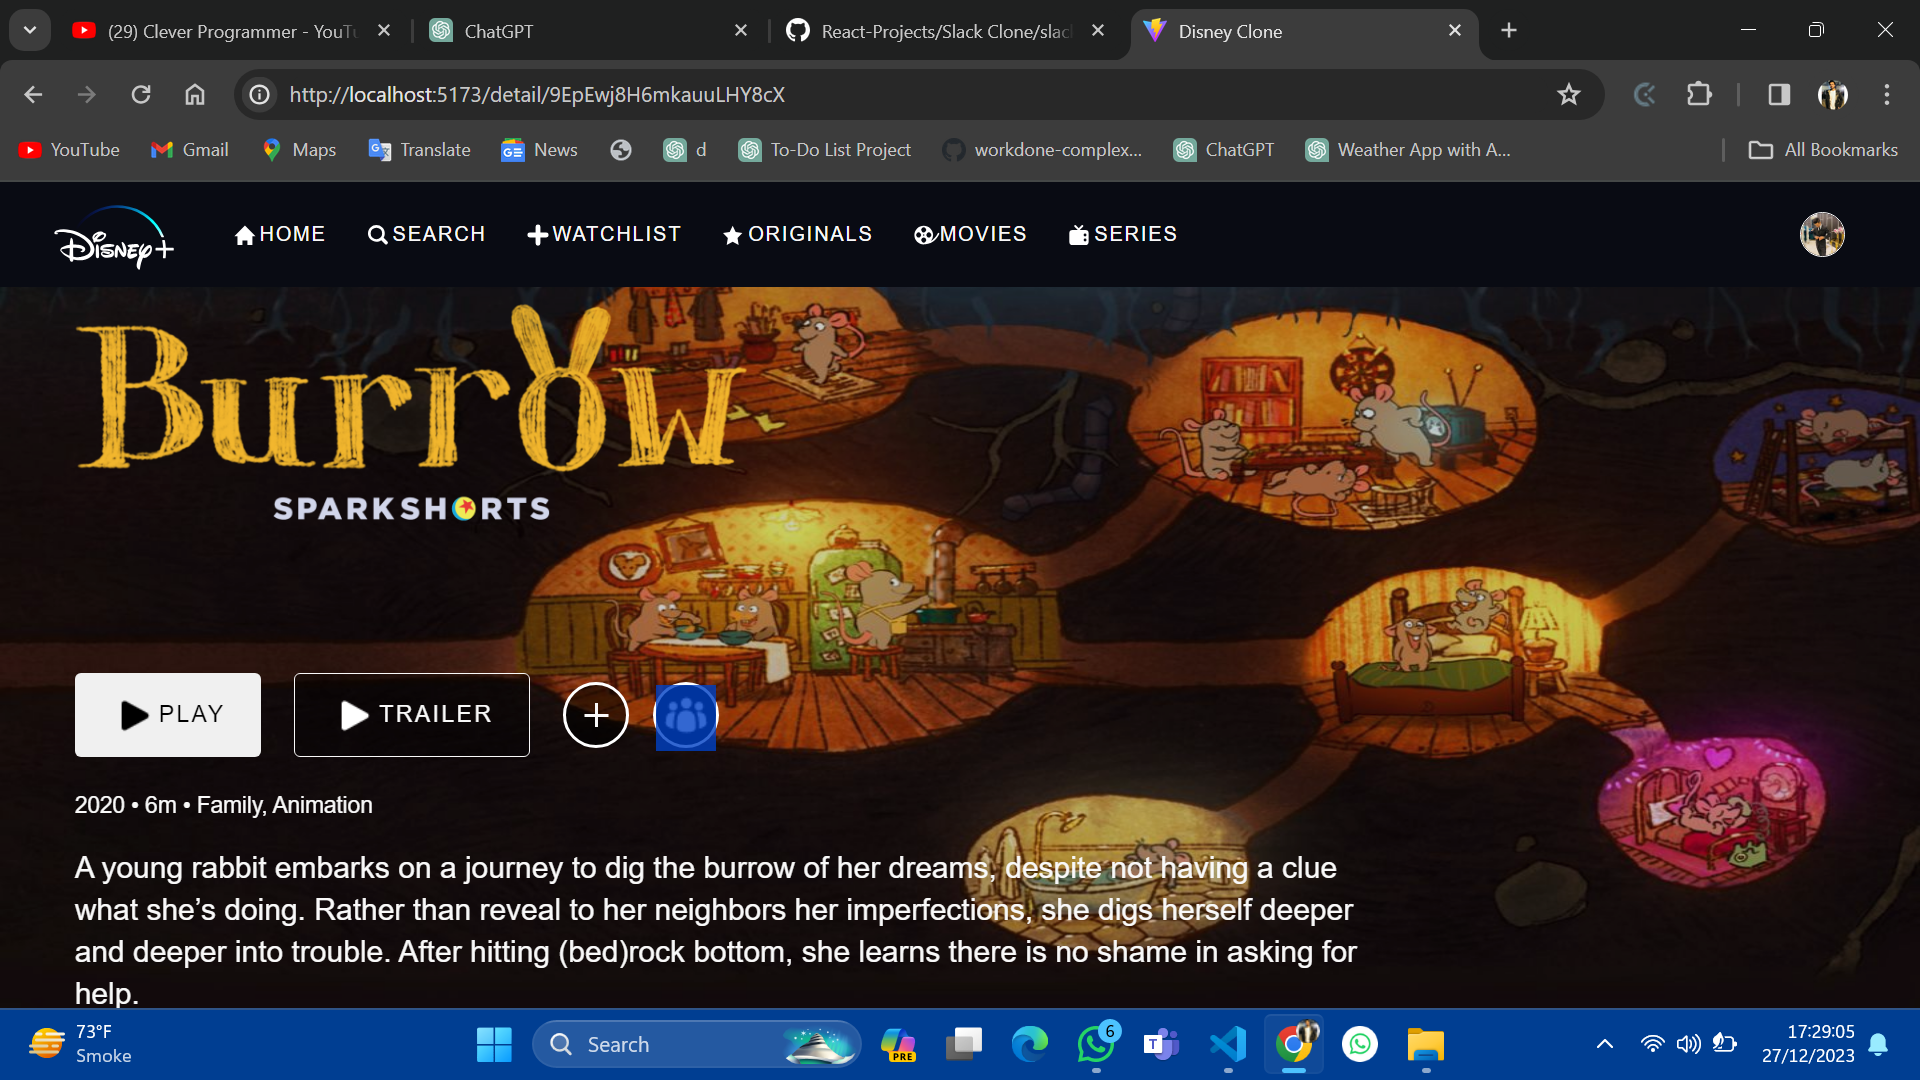 (29) Clever Programmer - YouTu
ChatGPT
React-Projects/Slack Clone/slac
Disney Clone
http://localhost:5173/detail/9EpEwj8H6mkauuLHY8cX
YouTube
Gmail
Maps
Translate
News
d
To-Do List Project
workdone-complex...
ChatGPT
Weather App with A...
All Bookmarks
Disney+
HOME
SEARCH
WATCHLIST
ORIGINALS
MOVIES
SERIES
Burrow
SPARKSHORTS
PLAY
TRAILER
2020 • 6m • Family, Animation
A young rabbit embarks on a journey to dig the burrow of her dreams, despite not having a clue
what she’s doing. Rather than reveal to her neighbors her imperfections, she digs herself deeper
and deeper into trouble. After hitting (bed)rock bottom, she learns there is no shame in asking for
help.
73°F
Smoke
Search
PRE
6
T
17:29:05
27/12/2023